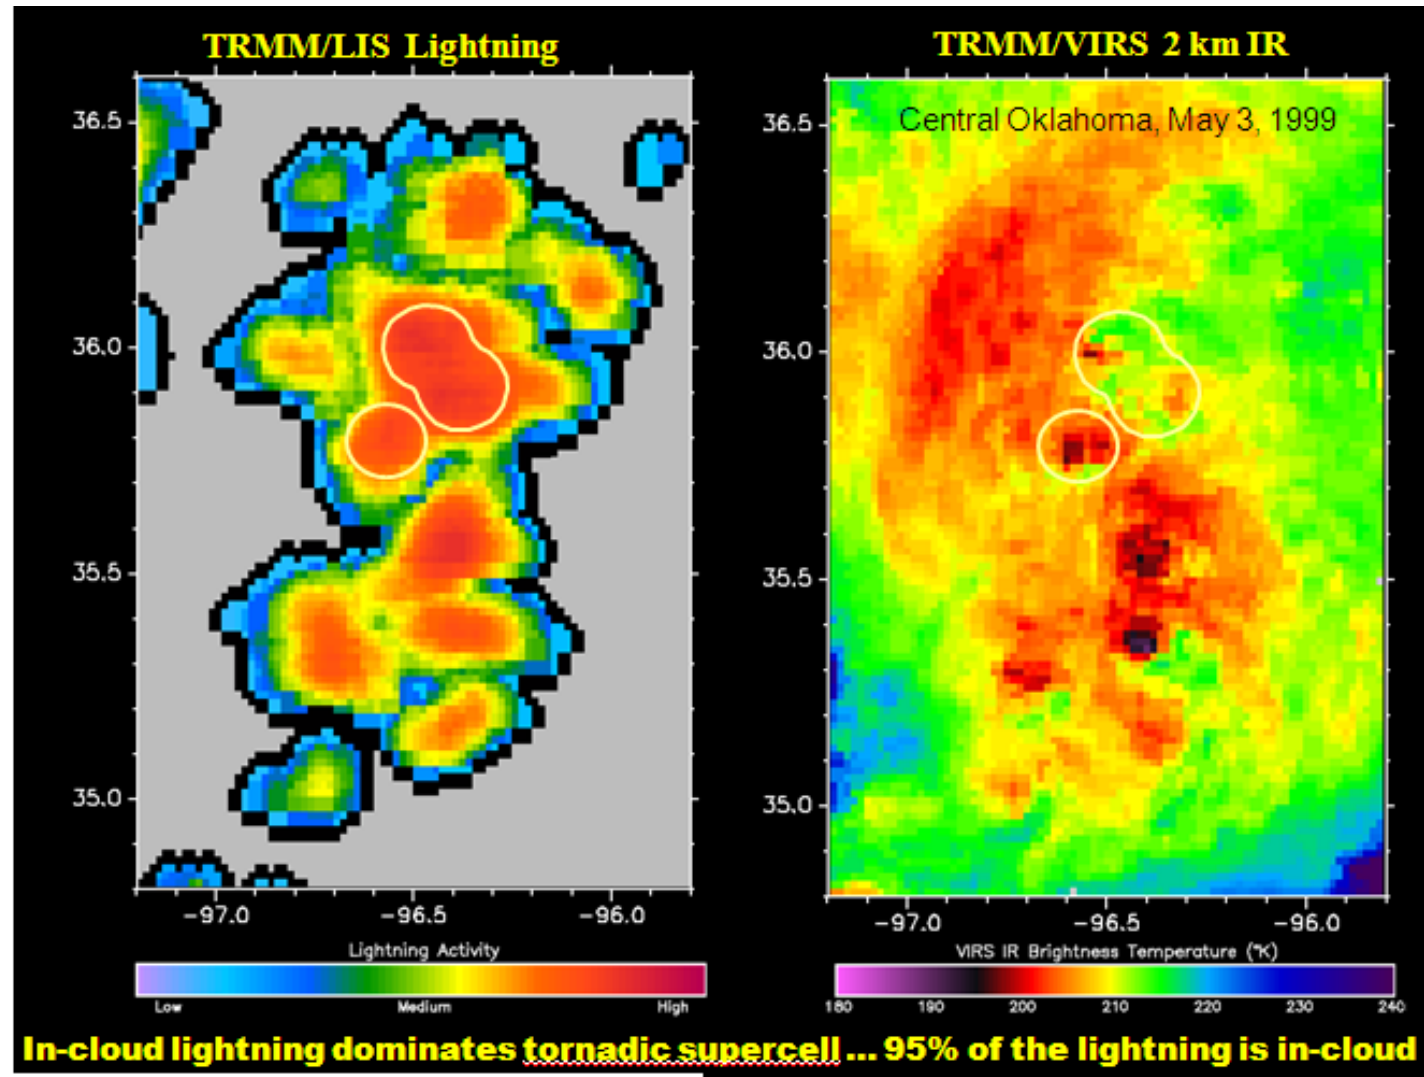 TRMM/LIS Lightning
TRMM/VIRS 2 km IR
Central Oklahoma, May 3, 1999
36.5
36.0
35.5
35.0
-97.0 -96.5 -96.0
Lightning Activity
Low Medium High
36.5
36.0
35.5
35.0
-97.0 -96.5 -96.0
VIRS IR Brightness Temperature (°K)
180 190 200 210 220 230 240
In-cloud lightning dominates tornadic supercell ... 95% of the lightning is in-cloud